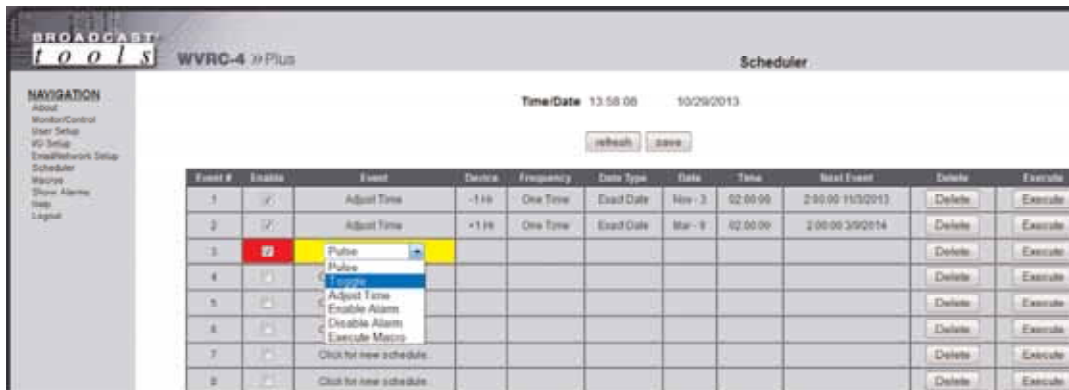 BROADCAST
tools
WVRC-4 »Plus
Scheduler
NAVIGATION
About
Monitor/Control
User Setup
I/O Setup
Email/Network Setup
Scheduler
Macros
Show Alarms
Help
Logout
Time/Date 13:58:08 10/29/2013
refresh save
Event # Enable Event Device Frequency Date Type Date Time Next Event Delete Execute
1 Adjust Time -1 Hr One Time Exact Date Nov - 3 02:00:00 2:00:00 11/3/2013 Delete Execute
2 Adjust Time +1 Hr One Time Exact Date Mar - 9 02:00:00 2:00:00 3/9/2014 Delete Execute
3 Pulse Delete Execute
Pulse
Toggle
Adjust Time
Enable Alarm
Disable Alarm
Execute Macro
4 Delete Execute
5 Delete Execute
6 Delete Execute
7 Click for new schedule. Delete Execute
8 Click for new schedule. Delete Execute